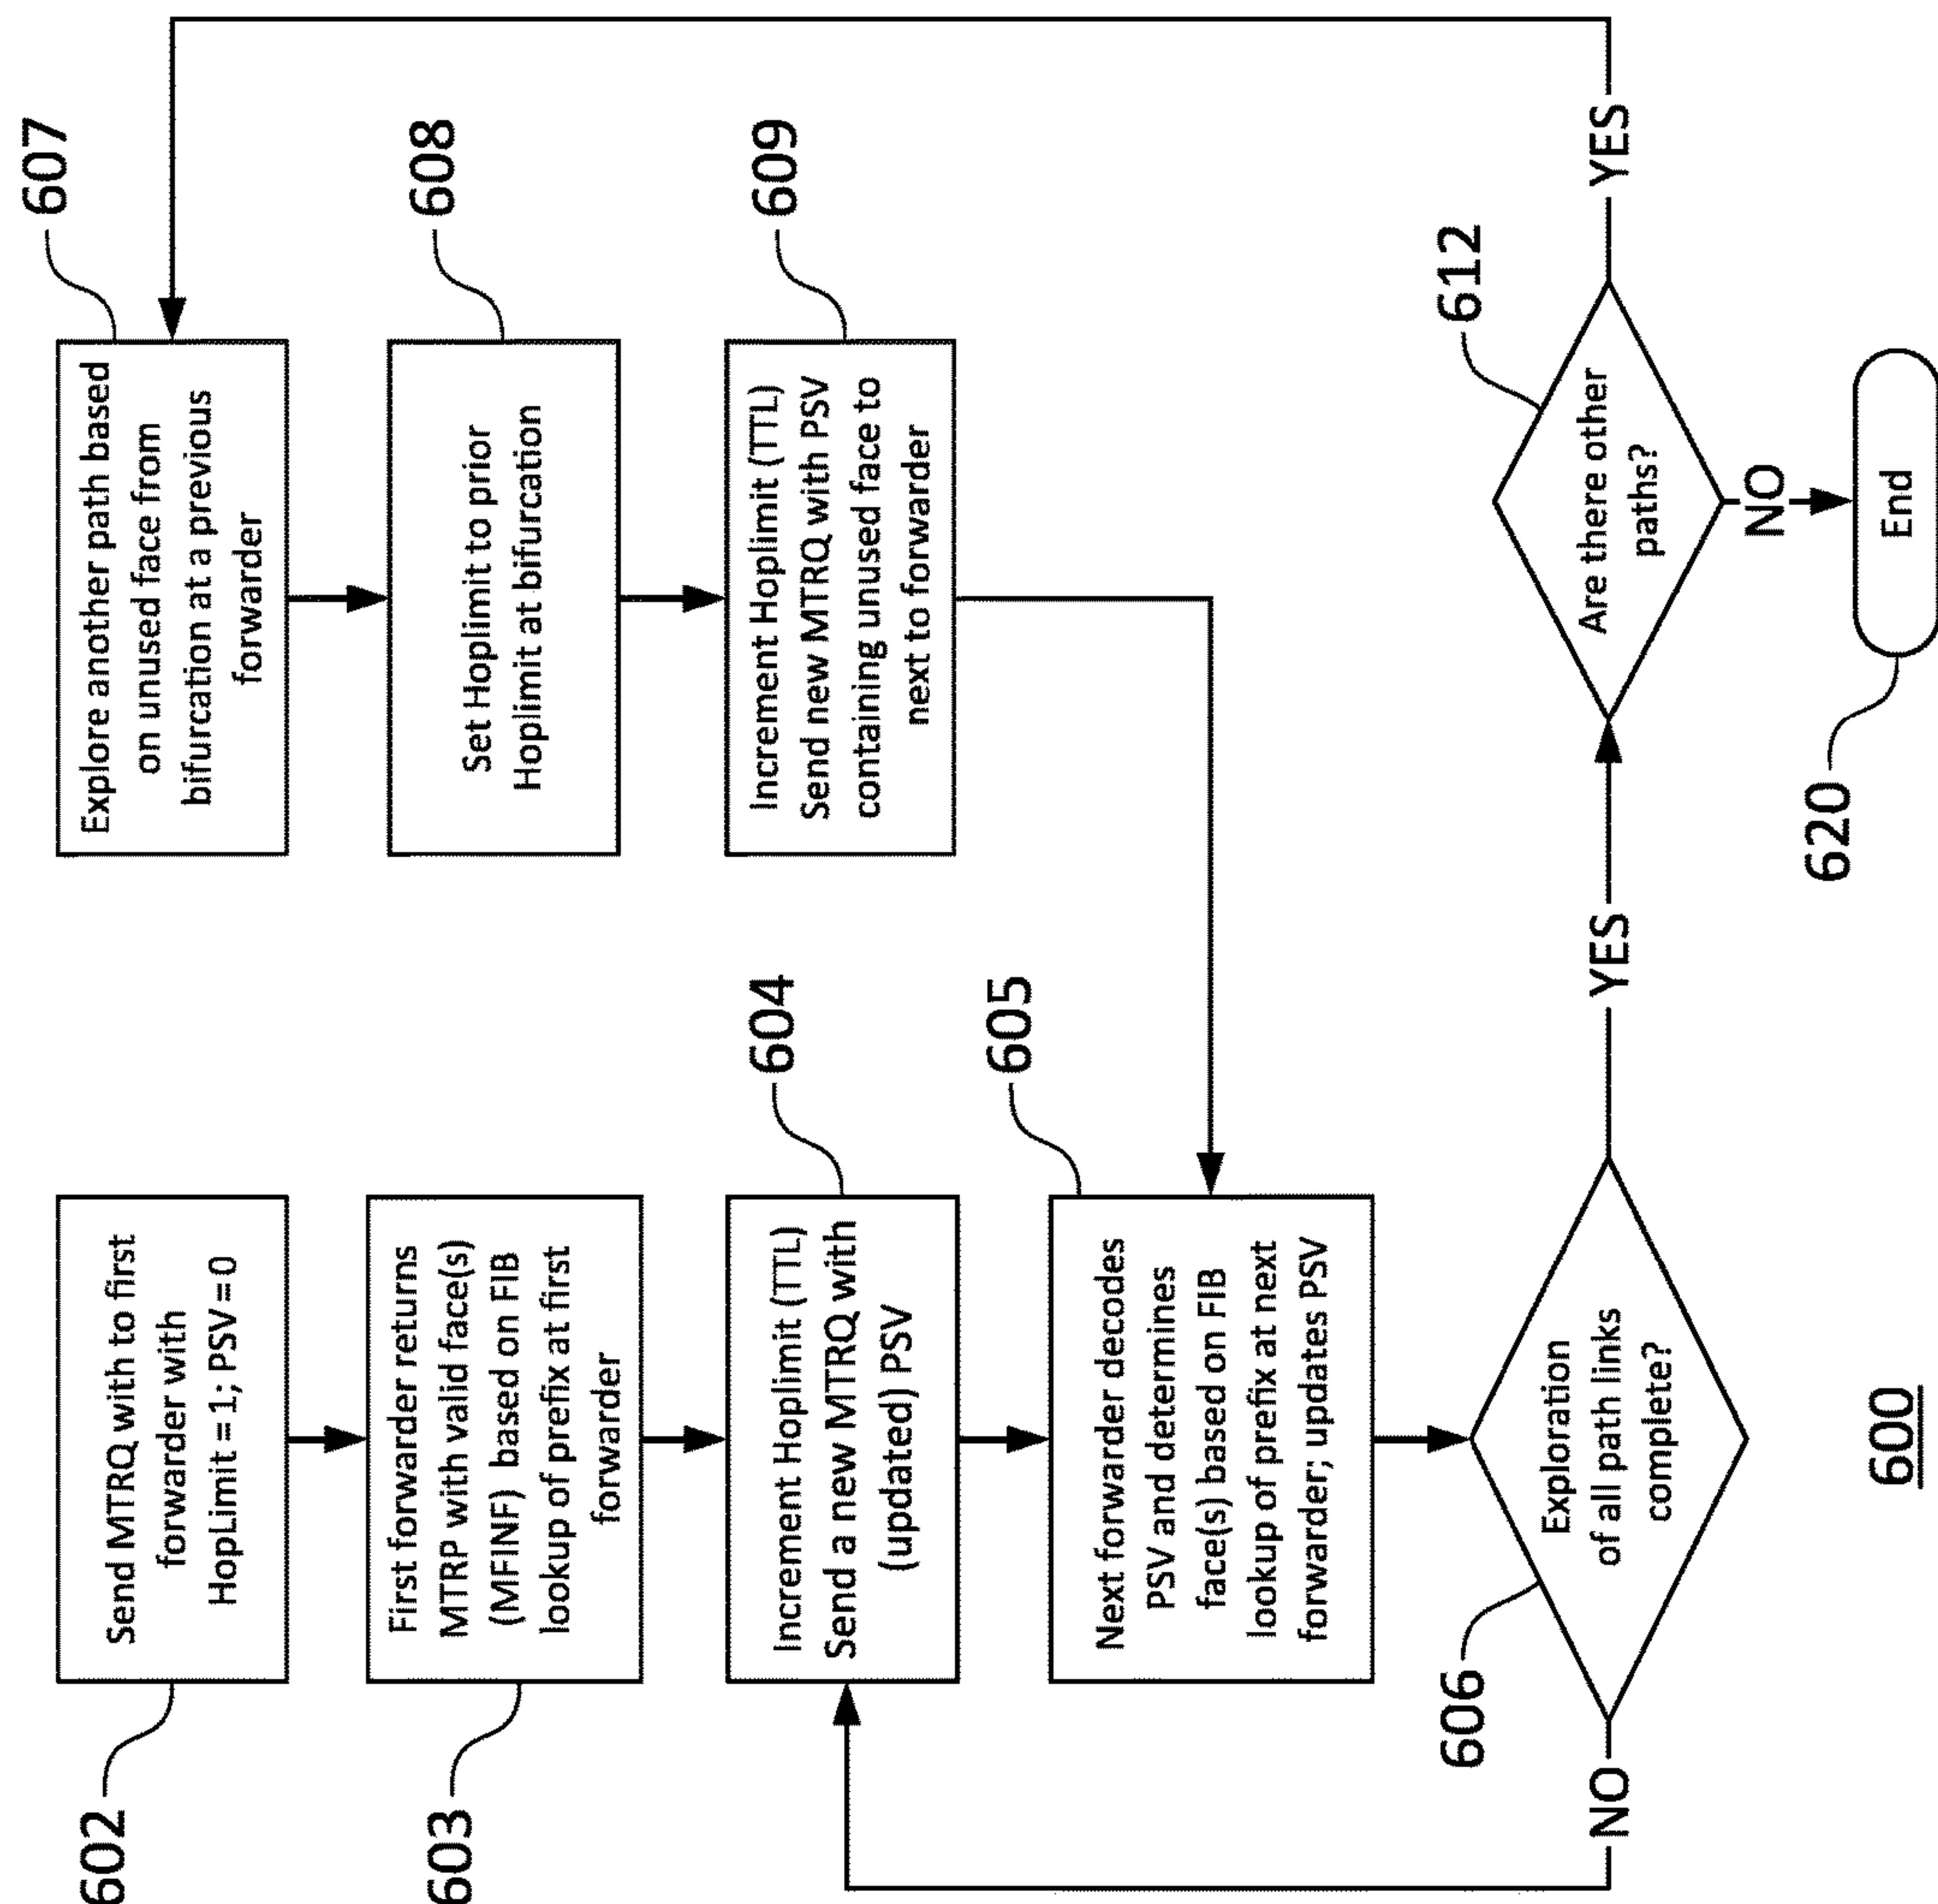 602
Send MTRQ with to first
forwarder with
HopLimit = 1; PSV = 0
603
First forwarder returns
MTRP with valid face(s)
(MFINF) based on FIB
lookup of prefix at first
forwarder
604
Increment Hoplimit (TTL)
Send a new MTRQ with
(updated) PSV
605
Next forwarder decodes
PSV and determines
face(s) based on FIB
lookup of prefix at next
forwarder; updates PSV
606
Exploration
of all path links
complete?
NO
YES
607
Explore another path based
on unused face from
bifurcation at a previous
forwarder
608
Set Hoplimit to prior
Hoplimit at bifurcation
609
Increment Hoplimit (TTL)
Send new MTRQ with PSV
containing unused face to
next to forwarder
612
Are there other
paths?
YES
NO
620
End
600